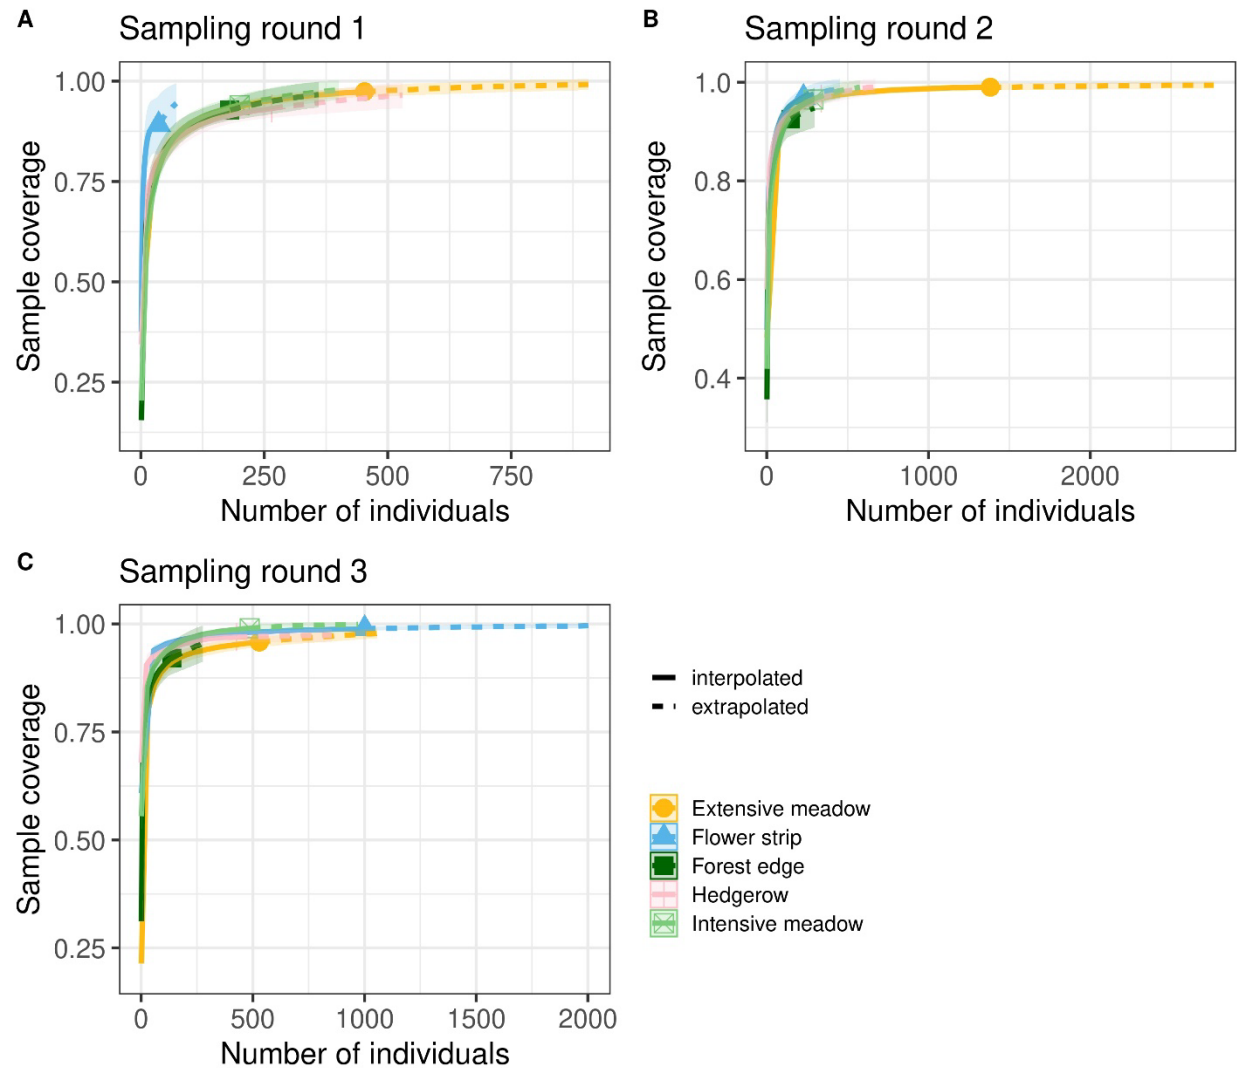 A
Sampling round 1
1.00
0.75
0.50
0.25
Sample coverage
0 250 500 750
Number of individuals
B
Sampling round 2
1.0
0.8
0.6
0.4
Sample coverage
0 1000 2000
Number of individuals
C
Sampling round 3
1.00
0.75
0.50
0.25
Sample coverage
0 500 1000 1500 2000
Number of individuals
interpolated
extrapolated
Extensive meadow
Flower strip
Forest edge
Hedgerow
Intensive meadow